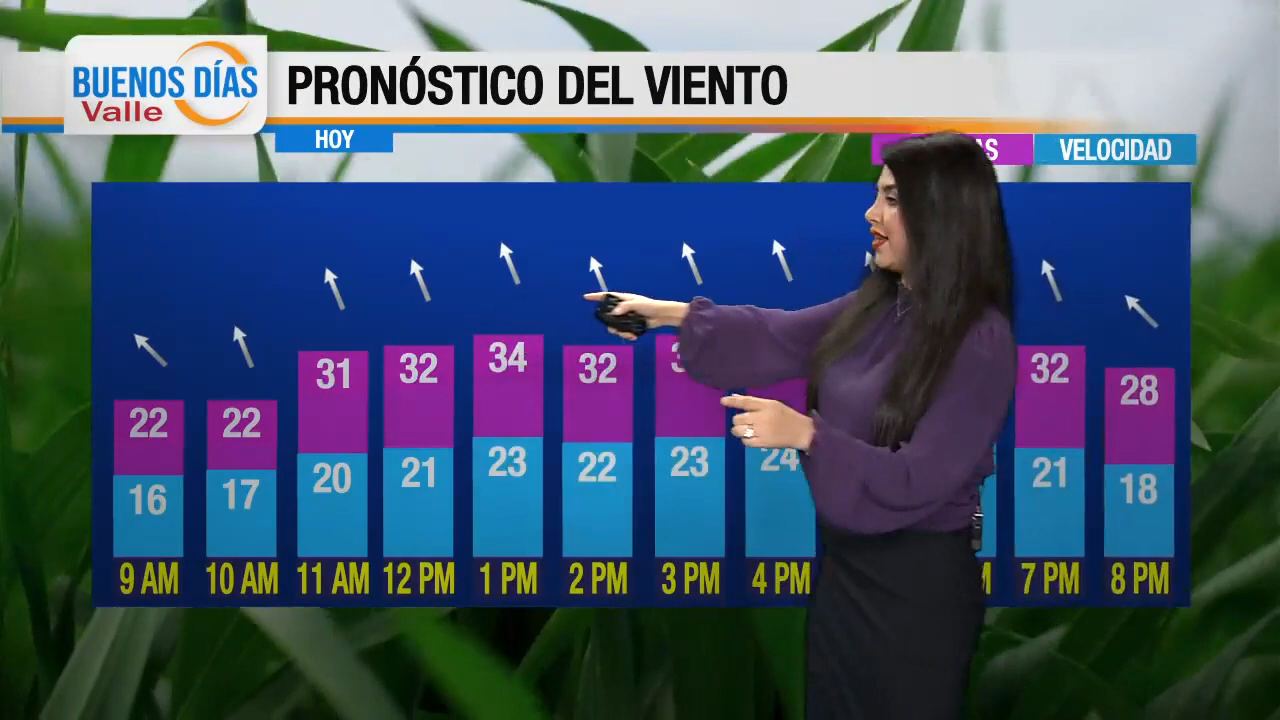 BUENOS DÍAS
Valle
PRONÓSTICO DEL VIENTO
HOY
VELOCIDAD
31 32 34 32 32 28
22 22
20 21 23 22 23 24 21 18
16 17
9 AM 10 AM 11 AM 12 PM 1 PM 2 PM 3 PM 4 PM 7 PM 8 PM